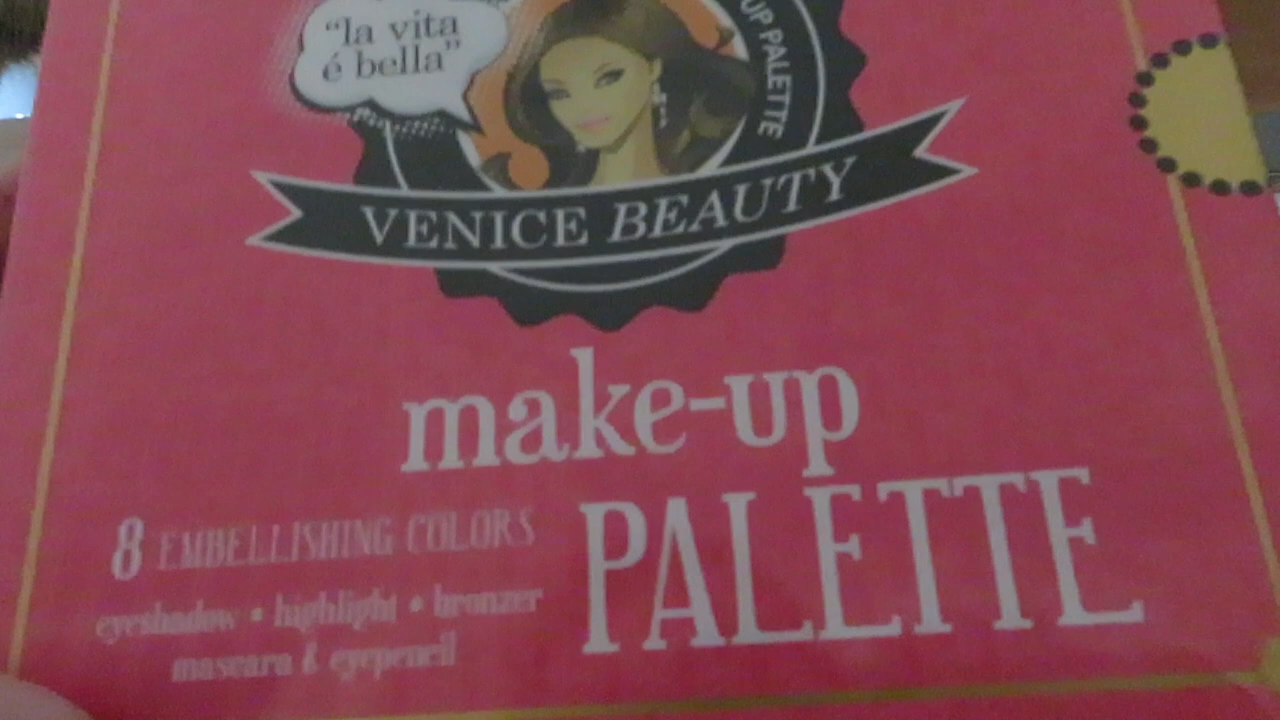 “la vita
é bella”
UP PALETTE
VENICE BEAUTY
make-up
PALETTE
8 EMBELLISHING COLORS
eyeshadow • highlight • bronzer
mascara & eyepencil